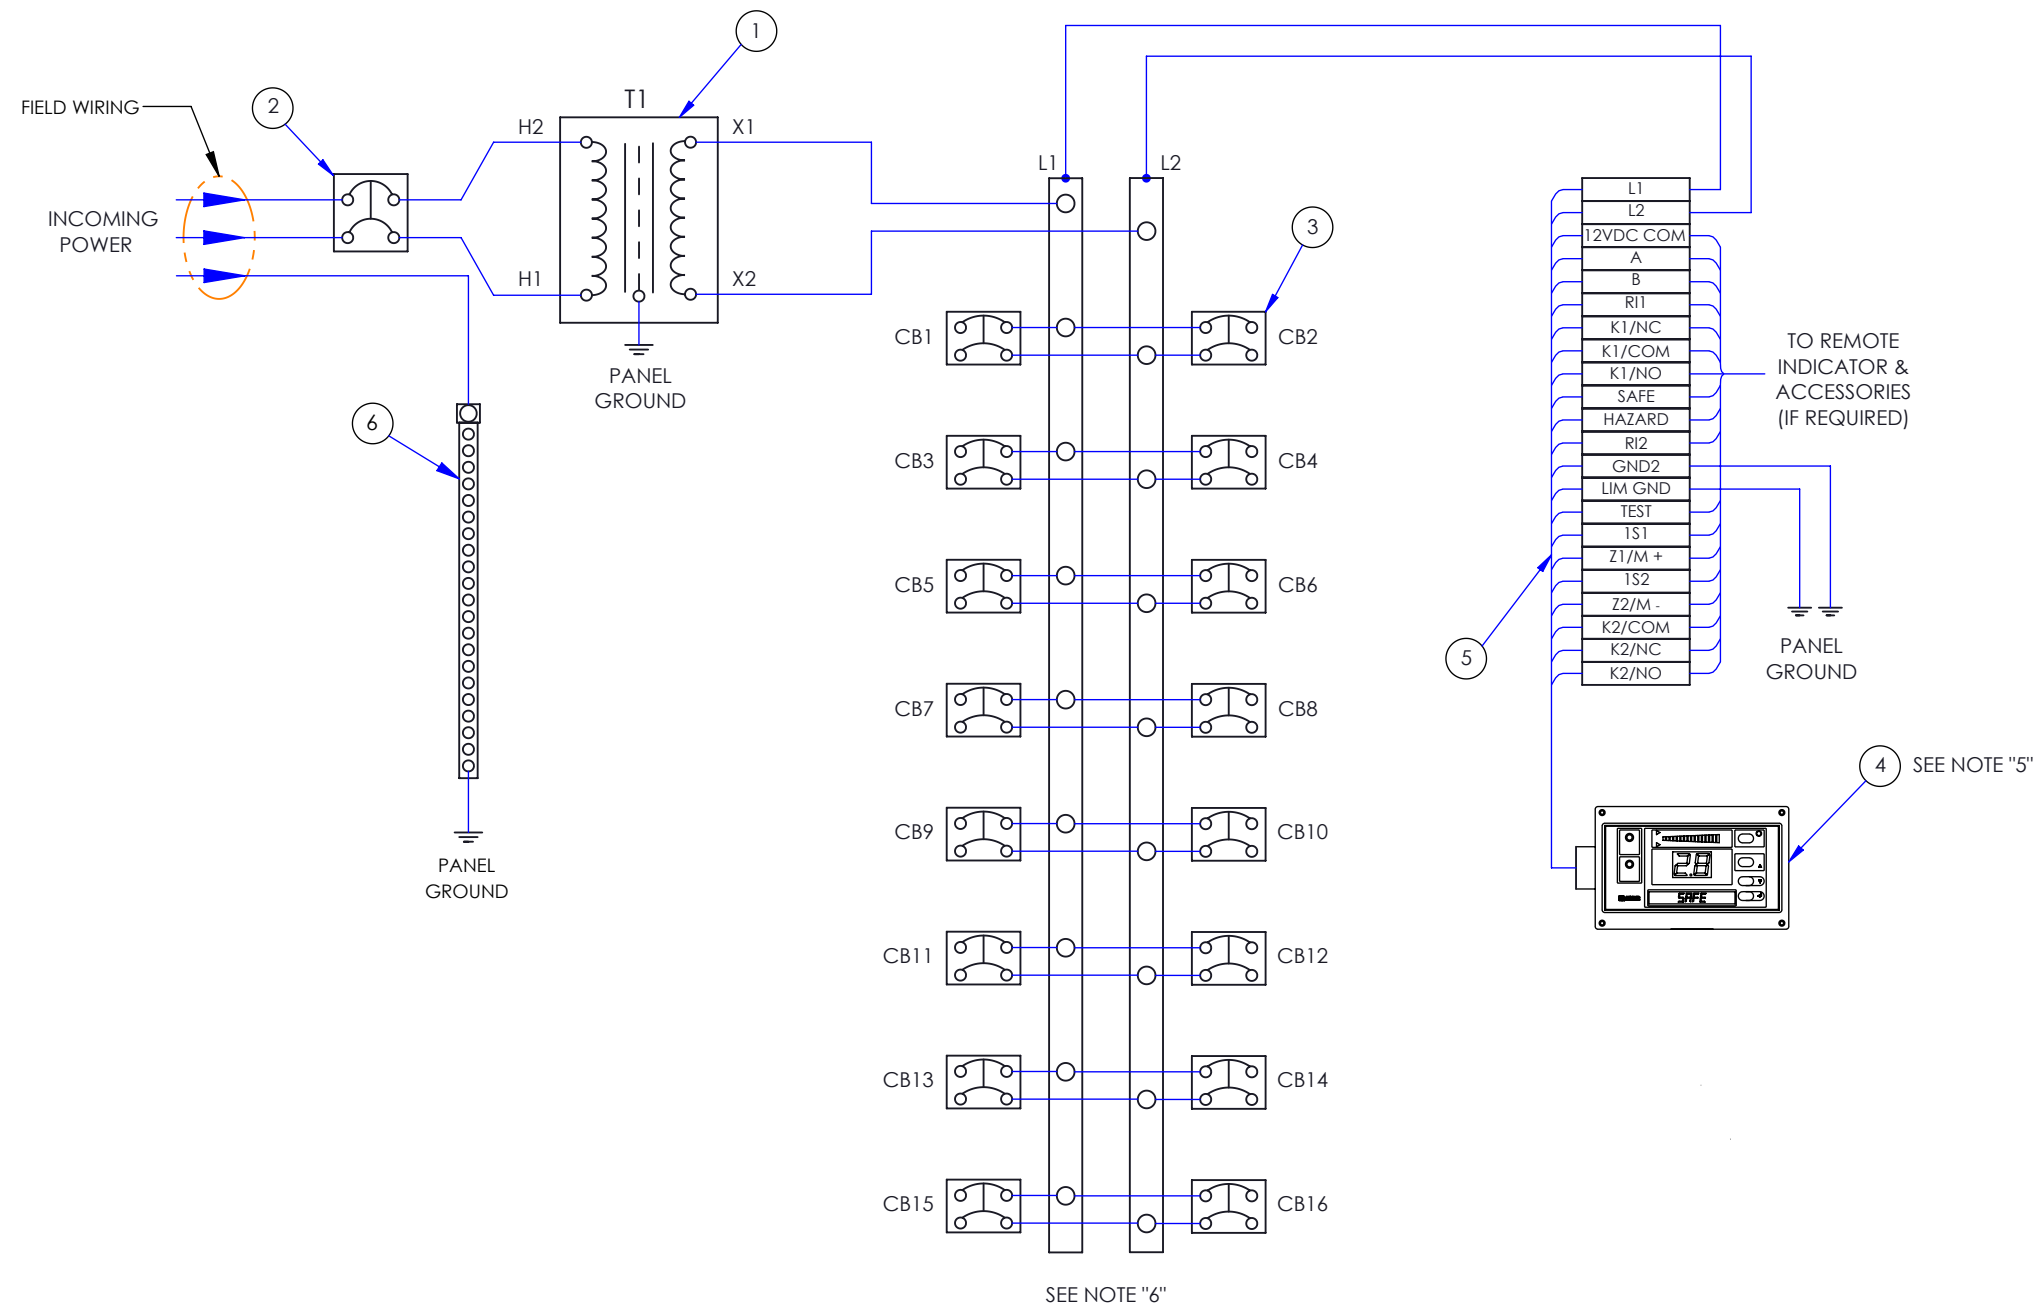 1
FIELD WIRING
2
T1
H2
X1
INCOMING
POWER
H1
X2
PANEL
GROUND
6
PANEL
GROUND
L1
L2
3
CB1
CB2
CB3
CB4
CB5
CB6
CB7
CB8
CB9
CB10
CB11
CB12
CB13
CB14
CB15
CB16
SEE NOTE "6"
L1
L2
12VDC COM
A
B
RI1
K1/NC
K1/COM
K1/NO
SAFE
HAZARD
RI2
GND2
LIM GND
TEST
1S1
Z1/M +
1S2
Z2/M -
K2/COM
K2/NC
K2/NO
TO REMOTE
INDICATOR &
ACCESSORIES
(IF REQUIRED)
PANEL
GROUND
5
4
SEE NOTE "5"
2.8
SAFE